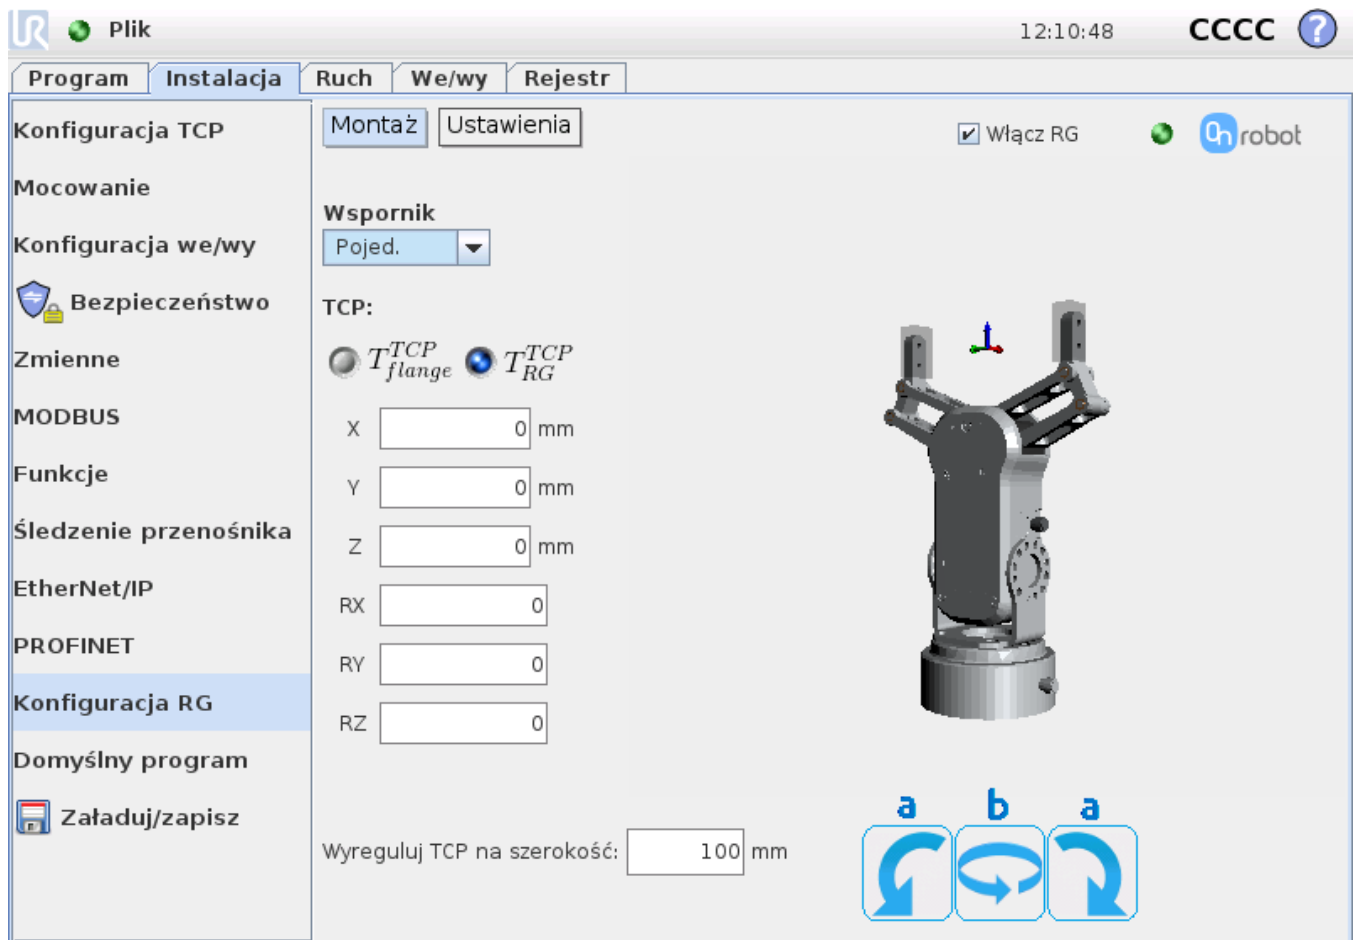 UR Plik 12:10:48 CCCC ?
Program Instalacja Ruch We/wy Rejestr
Konfiguracja TCP
Mocowanie
Konfiguracja we/wy
Bezpieczeństwo
Zmienne
MODBUS
Funkcje
Śledzenie przenośnika
EtherNet/IP
PROFINET
Konfiguracja RG
Domyślny program
Załaduj/zapisz
Montaż Ustawienia
Włącz RG
On robot
Wspornik
Pojed.
TCP:
T TCP flange T TCP RG
X 0 mm
Y 0 mm
Z 0 mm
RX 0
RY 0
RZ 0
Wyreguluj TCP na szerokość: 100 mm
a b a